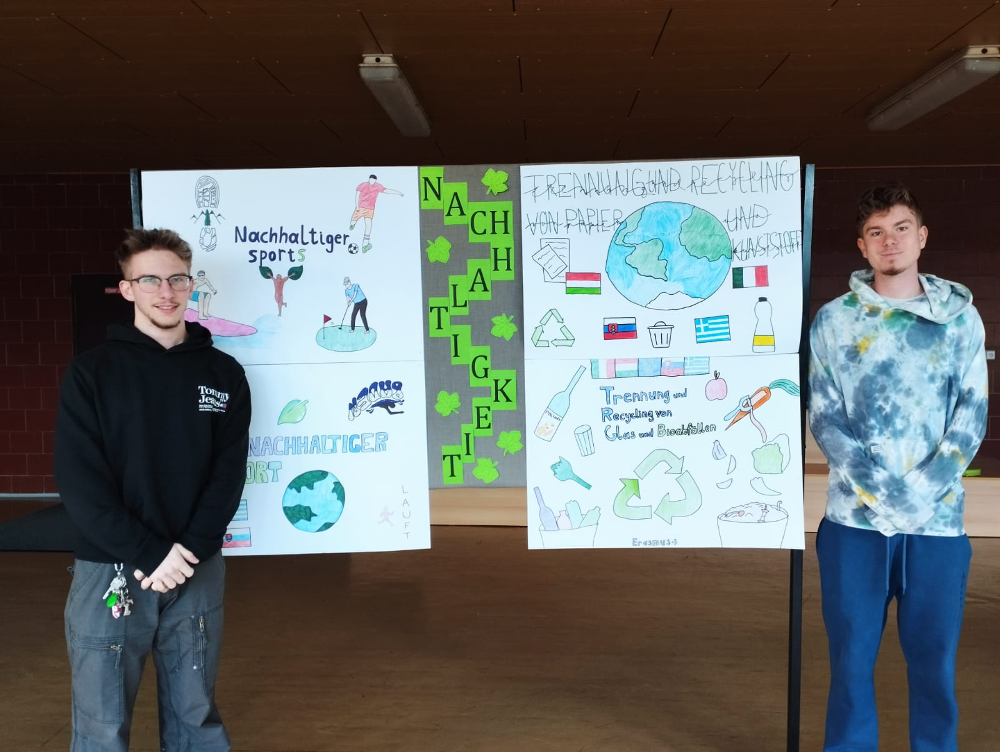 Nachhaltiger
sports
NACHHALTIGER
ORT
LAUFT
NACHHALTIGKEIT
TRENNUNG UND RECYCLING
VON PAPIER UND
KUNSTSTOFF
Trennung und
Recycling von
Glas und Bioabfällen
Erasmus+
Tommy
Jeans